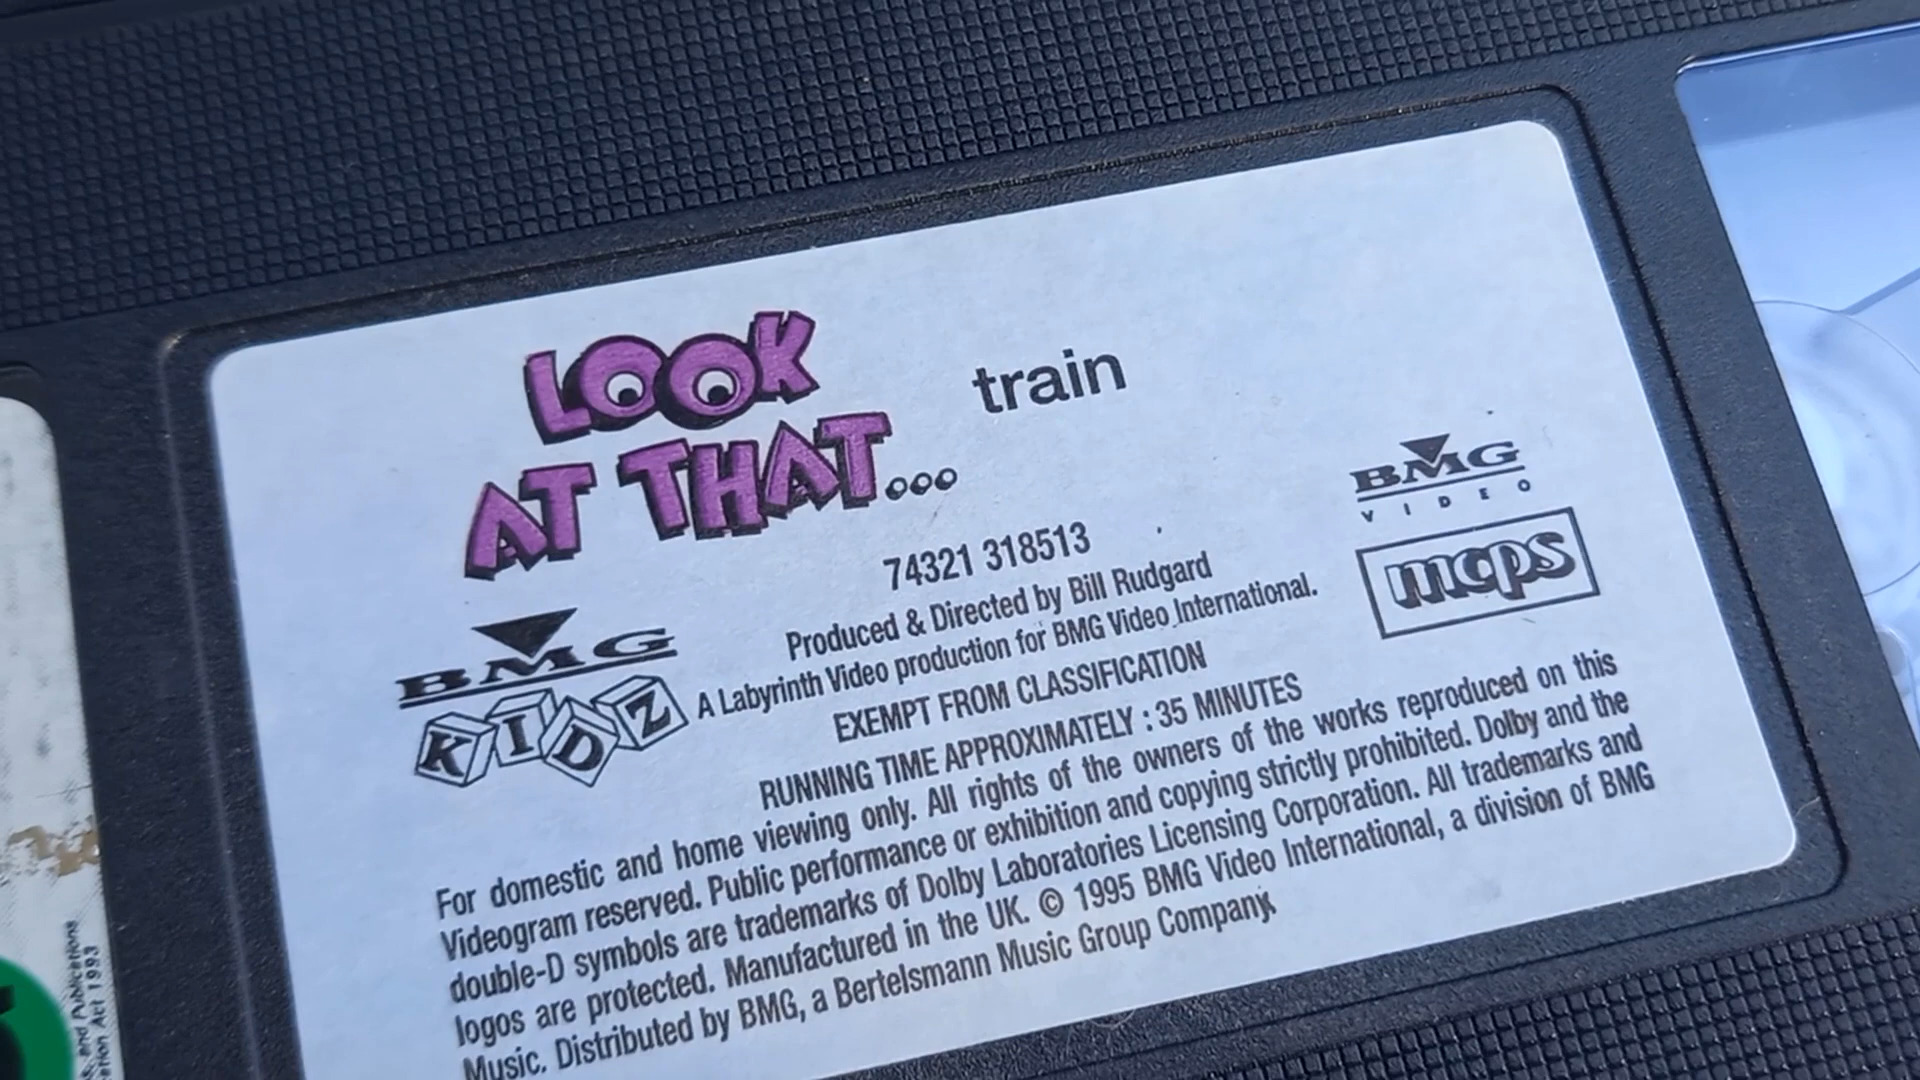 LOOK
AT THAT...
train
BMG
VIDEO
mcps
74321 318513
Produced & Directed by Bill Rudgard
A Labyrinth Video production for BMG Video International.
BMG
KIDZ
EXEMPT FROM CLASSIFICATION
RUNNING TIME APPROXIMATELY : 35 MINUTES
For domestic and home viewing only. All rights of the owners of the works reproduced on this
Videogram reserved. Public performance or exhibition and copying strictly prohibited. Dolby and the
double-D symbols are trademarks of Dolby Laboratories Licensing Corporation. All trademarks and
logos are protected. Manufactured in the UK. © 1995 BMG Video International, a division of BMG
Music. Distributed by BMG, a Bertelsmann Music Group Company.
and Publications
Act 1993